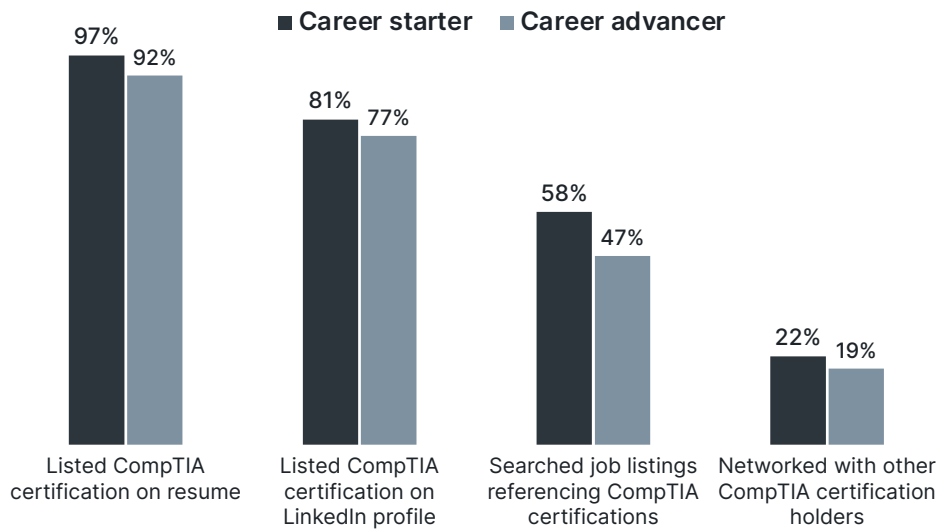 Career starter Career advancer
97%
92%
81%
77%
58%
47%
22%
19%
Listed CompTIA
certification on resume
Listed CompTIA
certification on
LinkedIn profile
Searched job listings
referencing CompTIA
certifications
Networked with other
CompTIA certification
holders